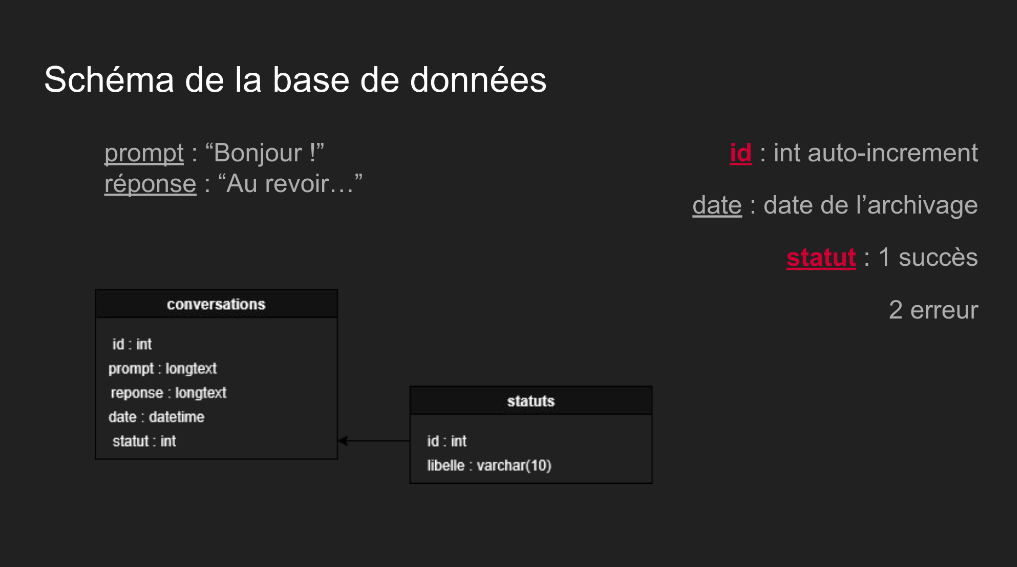 Schéma de la base de données
prompt : “Bonjour !”
réponse : “Au revoir…”
id : int auto-increment
date : date de l’archivage
statut : 1 succès
2 erreur
conversations
id : int
prompt : longtext
reponse : longtext
date : datetime
statut : int
statuts
id : int
libelle : varchar(10)